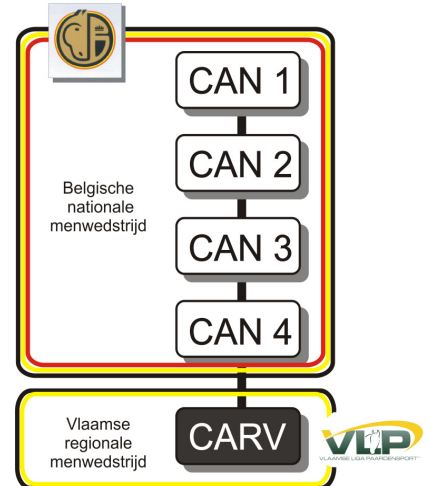 CAN 1
CAN 2
Belgische
nationale
menwedstrijd
CAN 3
CAN 4
Vlaamse
regionale
menwedstrijd
CARV
VLP
VLAAMSE LIGA PAARDENSPORT